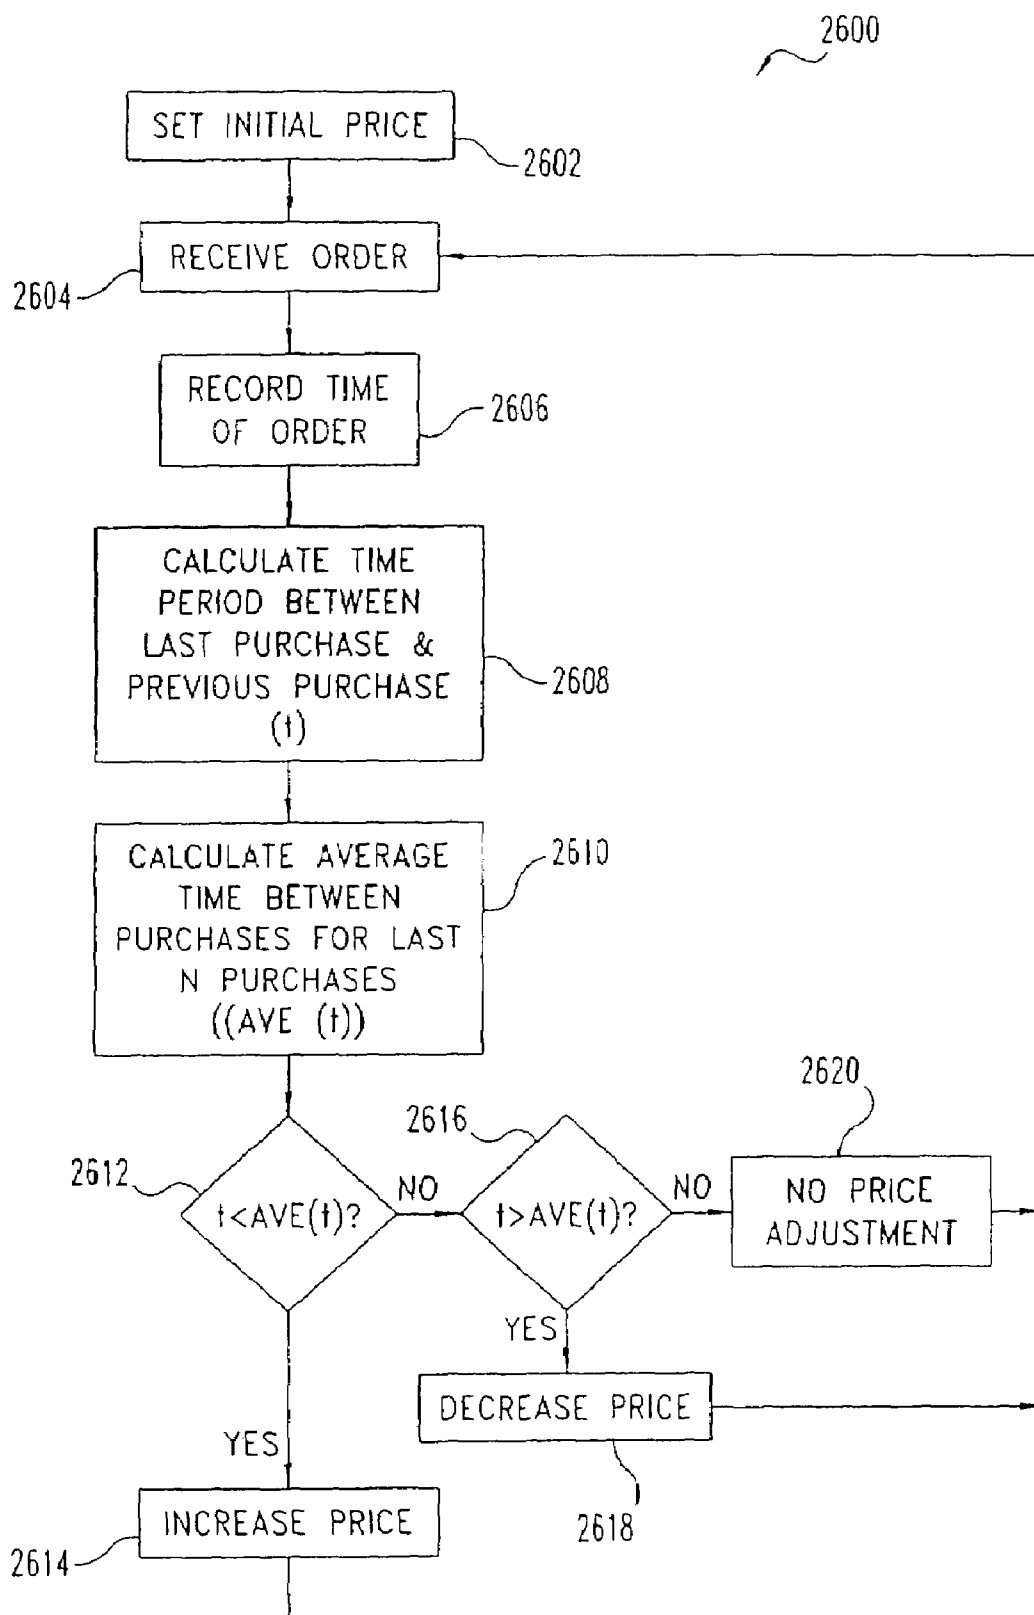 2600
SET INITIAL PRICE
2602
RECEIVE ORDER
2604
RECORD TIME
OF ORDER
2606
CALCULATE TIME
PERIOD BETWEEN
LAST PURCHASE &
PREVIOUS PURCHASE
(t)
2608
CALCULATE AVERAGE
TIME BETWEEN
PURCHASES FOR LAST
N PURCHASES
((AVE (t))
2610
2612
t<AVE(t)?
NO
2616
t>AVE(t)?
NO
2620
NO PRICE
ADJUSTMENT
YES
DECREASE PRICE
2618
YES
INCREASE PRICE
2614